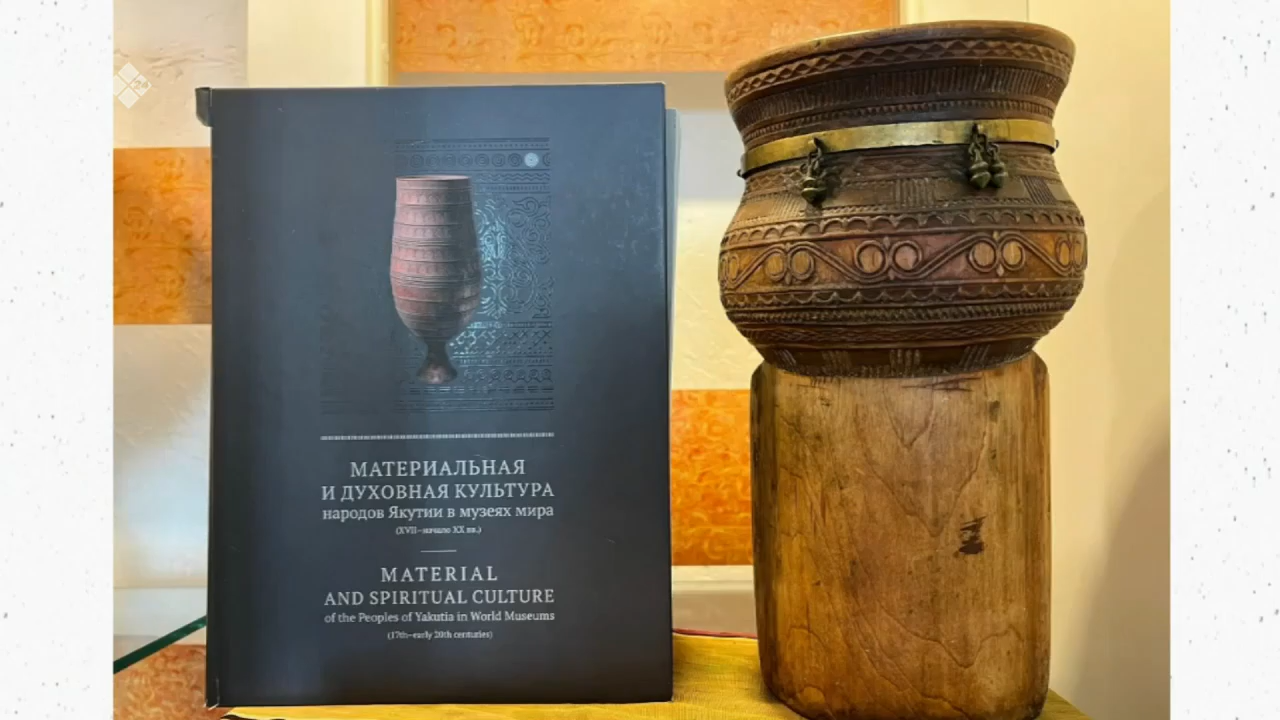 24
МАТЕРИАЛЬНАЯ
И ДУХОВНАЯ КУЛЬТУРА
народов Якутии в музеях мира
(XVII–начало XX вв.)
MATERIAL
AND SPIRITUAL CULTURE
of the Peoples of Yakutia in World Museums
(17th–early 20th centuries)